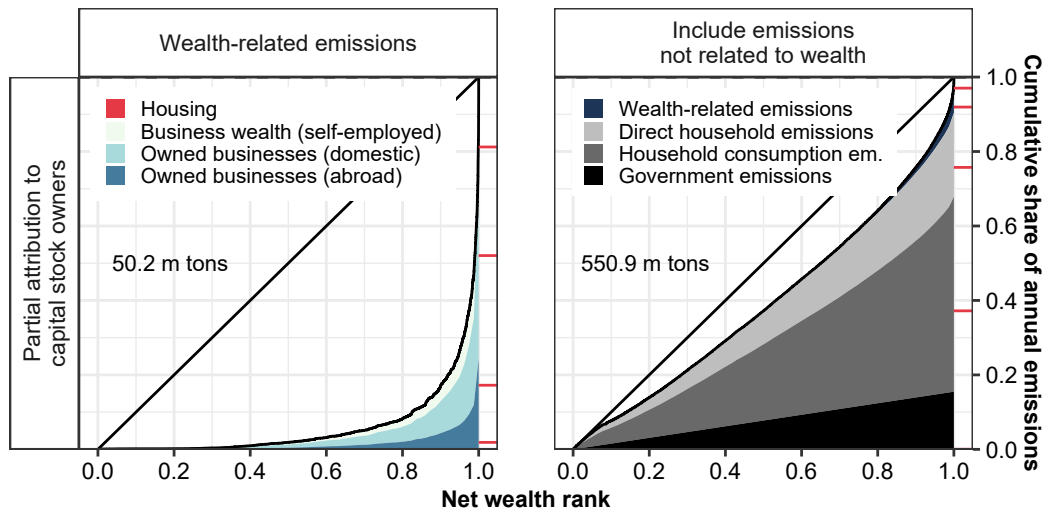 Wealth-related emissions
Include emissions
not related to wealth
Partial attribution to
capital stock owners
Housing
Business wealth (self-employed)
Owned businesses (domestic)
Owned businesses (abroad)
50.2 m tons
Wealth-related emissions
Direct household emissions
Household consumption em.
Government emissions
550.9 m tons
1.0
0.8
0.6
0.4
0.2
0.0
Cumulative share of annual emissions
0.0 0.2 0.4 0.6 0.8 1.0
0.0 0.2 0.4 0.6 0.8 1.0
Net wealth rank